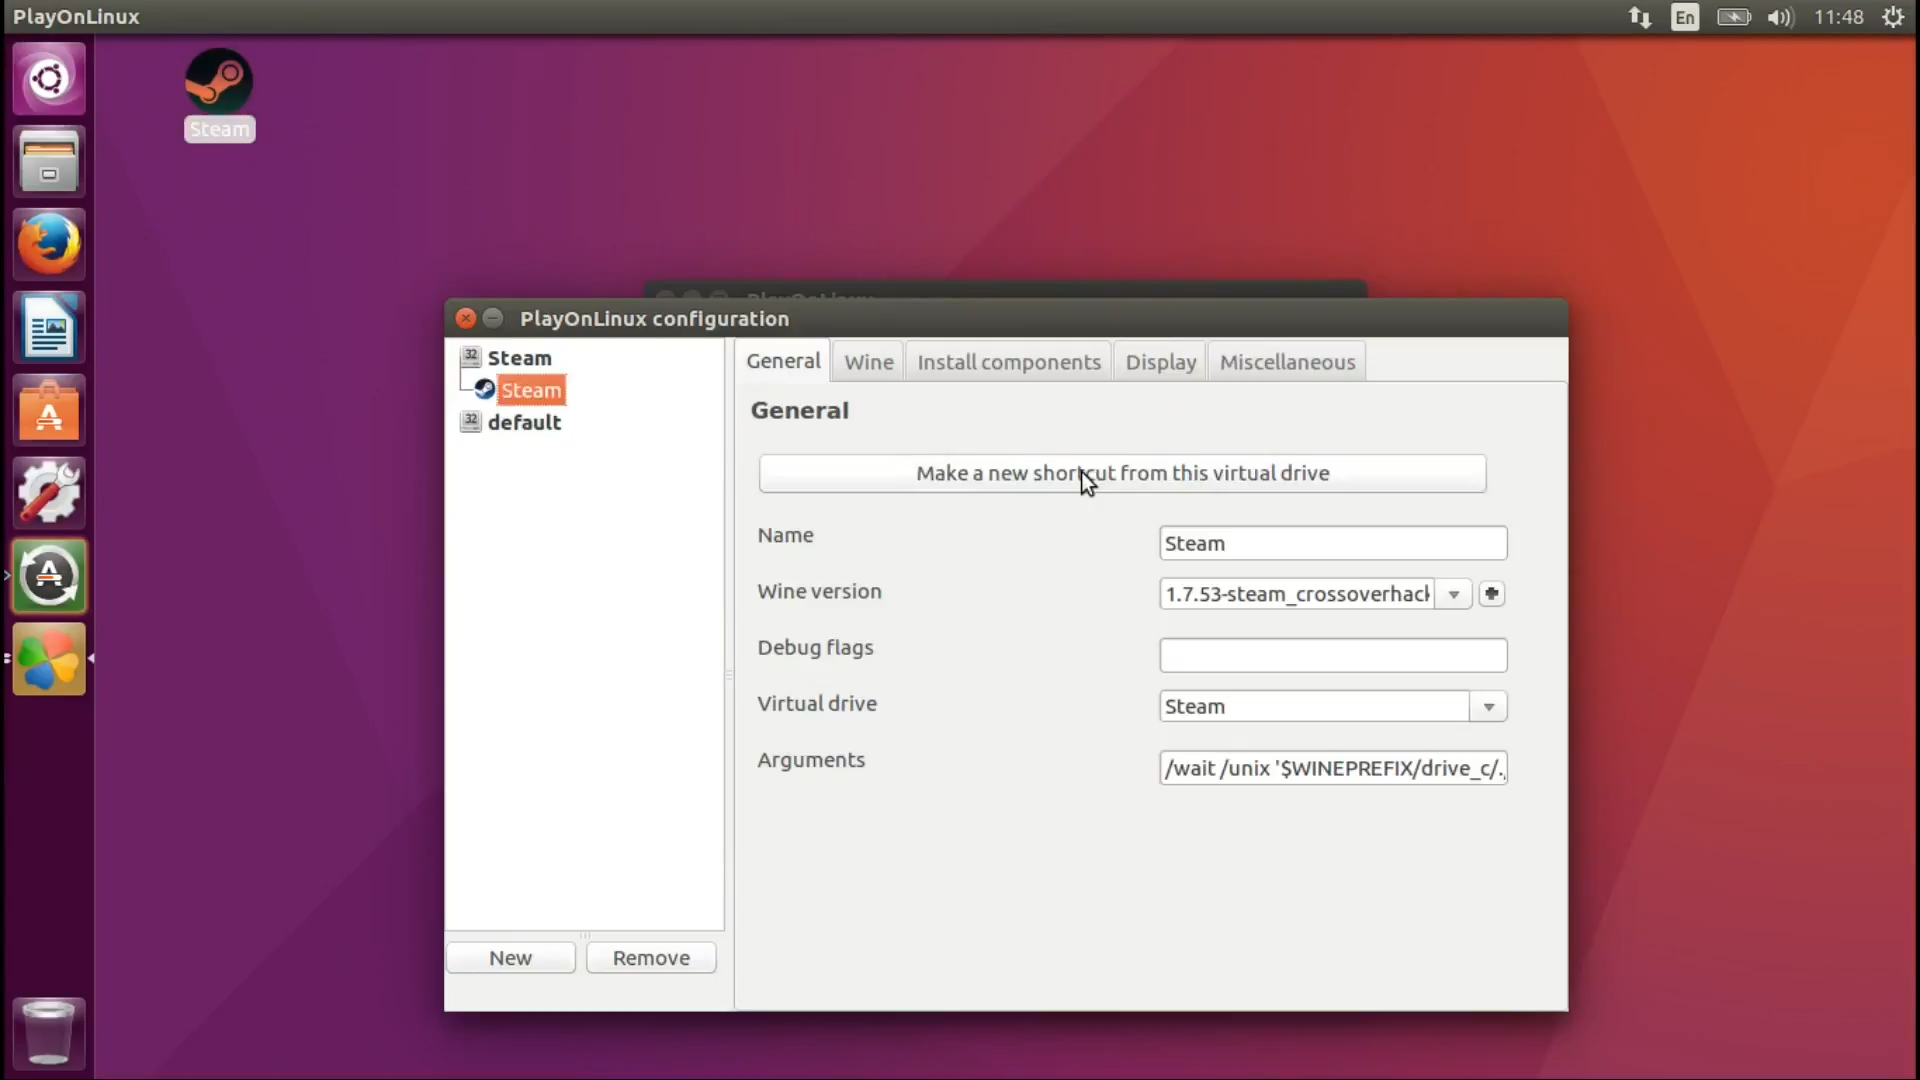 PlayOnLinux
En
11:48
Steam
PlayOnLinux configuration
Steam
Steam
default
General
Wine
Install components
Display
Miscellaneous
General
Make a new shortcut from this virtual drive
Name
Steam
Wine version
1.7.53-steam_crossoverhack
Debug flags
Virtual drive
Steam
Arguments
/wait /unix '$WINEPREFIX/drive_c/.
New
Remove